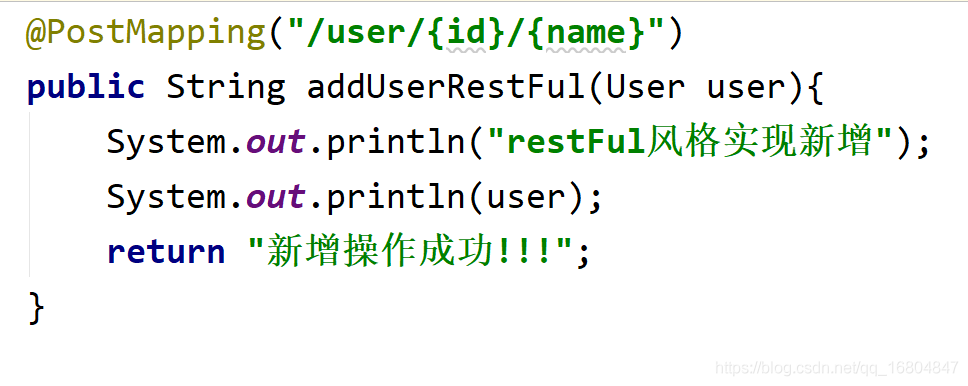 @PostMapping("/user/{id}/{name}")
public String addUserRestFul(User user){
System.out.println("restFul风格实现新增");
System.out.println(user);
return "新增操作成功!!!";
}
https://blog.csdn.net/qq_16804847